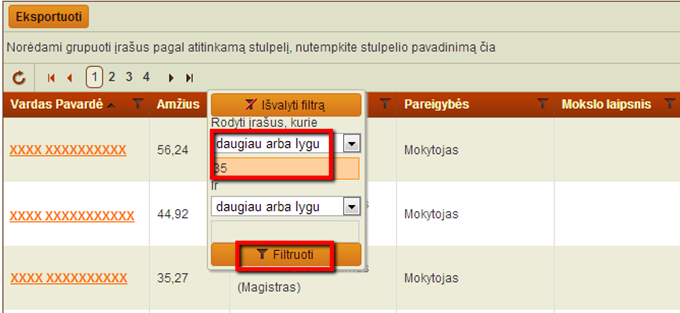 Eksportuoti
Norėdami grupuoti įrašus pagal atitinkamą stulpelį, nutempkite stulpelio pavadinimą čia
1 2 3 4
Vardas Pavardė Amžius Pareigybės Mokslo laipsnis
Išvalyti filtrą
Rodyti įrašus, kurie
daugiau arba lygu
35
Ir
daugiau arba lygu
Filtruoti
XXXX XXXXXXXXXX 56,24 Mokytojas
XXXX XXXXXXXXXXX 44,92 Mokytojas
XXXX XXXXXXXXXX 35,27 (Magistras) Mokytojas